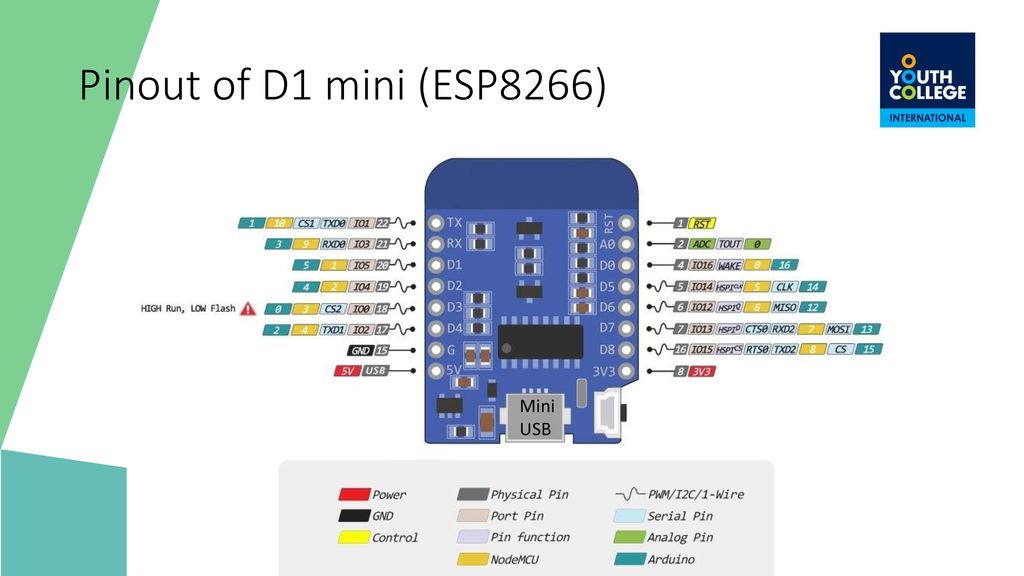 Pinout of D1 mini (ESP8266)
YOUTH
COLLEGE
INTERNATIONAL
1 10 CS1 TXD0 IO1 22 TX RST 1 RST
3 9 RXD0 IO3 21 RX A0 2 ADC TOUT 0
5 1 IO5 20 D1 D0 4 IO16 WAKE 0 16
4 2 IO4 19 D2 D5 5 IO14 HSPICLK 5 CLK 14
HIGH Run, LOW Flash 0 3 CS2 IO0 18 D3 D6 6 IO12 HSPIQ 6 MISO 12
2 4 TXD1 IO2 17 D4 D7 7 IO13 HSPID CTS0 RXD2 7 MOSI 13
GND 15 G D8 16 IO15 HSPICS RTS0 TXD2 8 CS 15
5V USB 5V 3V3 8 3V3
Mini
USB
Power Physical Pin PWM/I2C/1-Wire
GND Port Pin Serial Pin
Control Pin function Analog Pin
NodeMCU Arduino